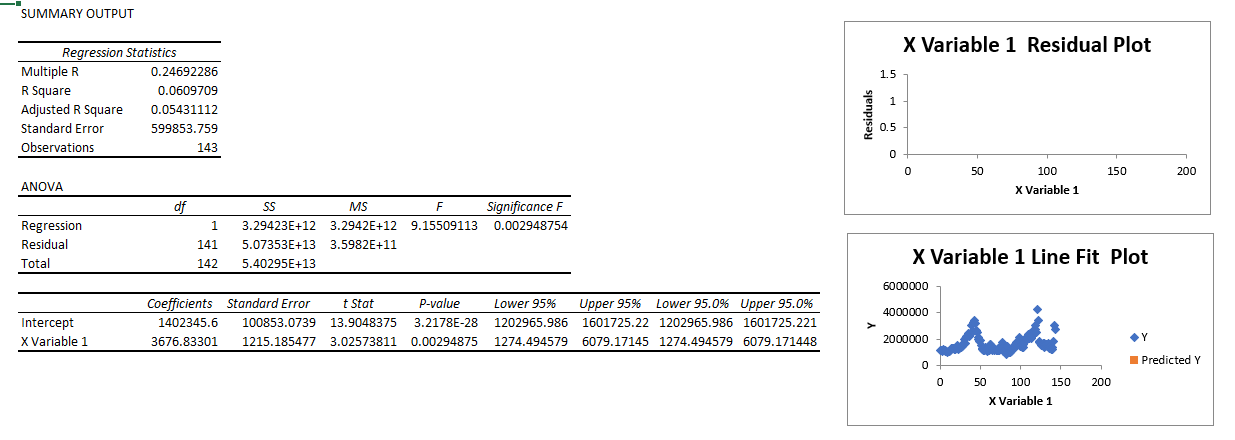 SUMMARY OUTPUT
Regression Statistics
Multiple R 0.24692286
R Square 0.0609709
Adjusted R Square 0.05431112
Standard Error 599853.759
Observations 143
ANOVA
df SS MS F Significance F
Regression 1 3.29423E+12 3.2942E+12 9.15509113 0.002948754
Residual 141 5.07353E+13 3.5982E+11
Total 142 5.40295E+13
Coefficients Standard Error t Stat P-value Lower 95% Upper 95% Lower 95.0% Upper 95.0%
Intercept 1402345.6 100853.0739 13.9048375 3.2178E-28 1202965.986 1601725.22 1202965.986 1601725.221
X Variable 1 3676.83301 1215.185477 3.02573811 0.00294875 1274.494579 6079.17145 1274.494579 6079.171448
X Variable 1 Residual Plot
Residuals
1.5
1
0.5
0
0 50 100 150 200
X Variable 1
X Variable 1 Line Fit Plot
Y
6000000
4000000
2000000
0
0 50 100 150 200
X Variable 1
Y
Predicted Y